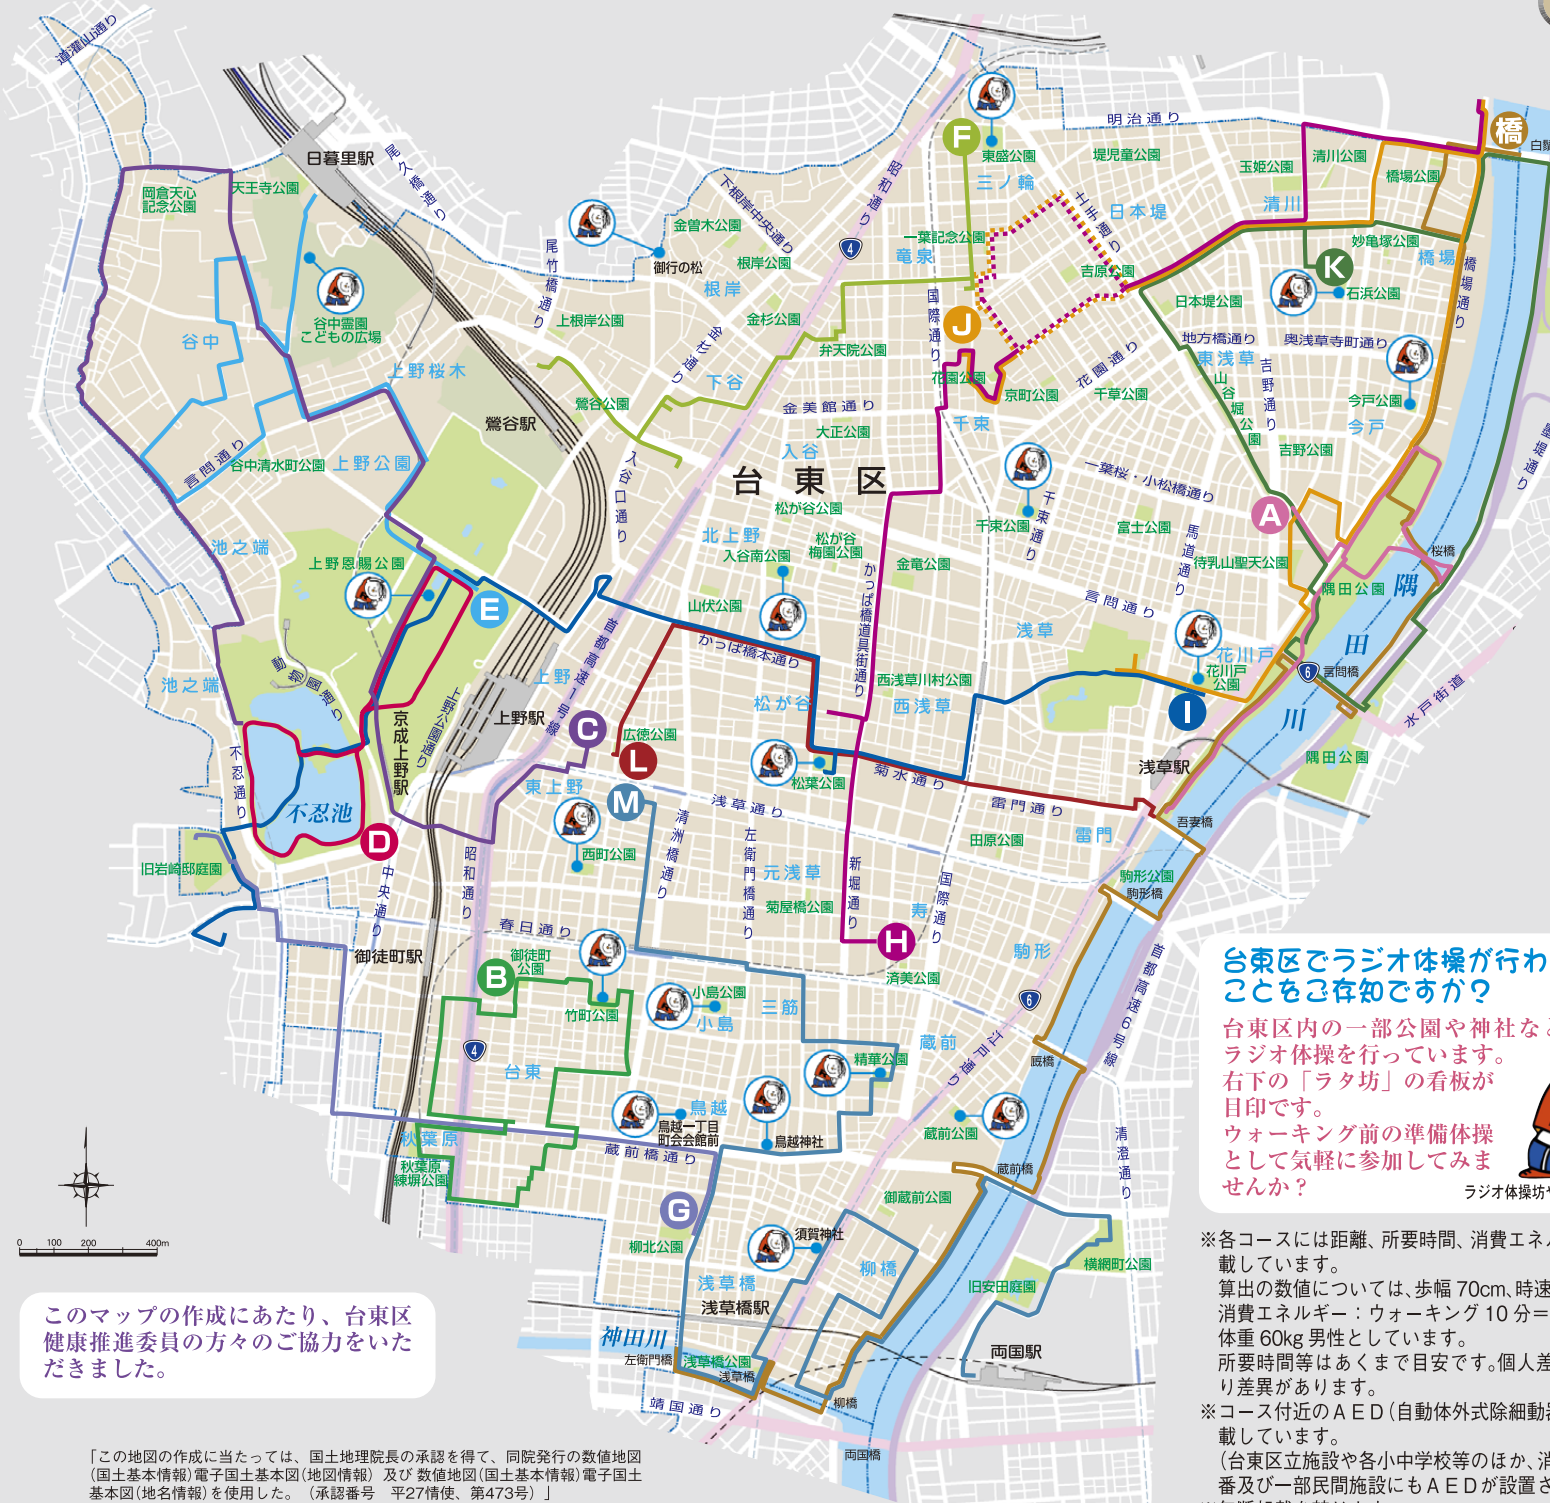 道灌山通り
日暮里駅
尾久橋通り
岡倉天心
記念公園
天王寺公園
谷中霊園
こどもの広場
谷中
上野桜木
言問通り
谷中清水町公園
上野公園
池之端
上野恩賜公園
E
池之端
動物園通り
不忍通り
不忍池
D
旧岩崎邸庭園
京成上野駅
上野公園通り
上野駅
上野
首都高速1号線
C
鶯谷駅
鶯谷公園
尾竹橋通り
上根岸公園
御行の松
金曽木公園
下根岸中央通り
根岸公園
根岸
金杉公園
金杉通り
下谷
昭和通り
4
F
東盛公園
三ノ輪
明治通り
堤児童公園
日本堤
土手通り
一葉記念公園
竜泉
国際通り
吉原公園
J
弁天院公園
花園公園
京町公園
花園通り
千草公園
千束
金美館通り
大正公園
入谷
入谷口通り
台東区
松が谷公園
北上野
松が谷
梅園公園
入谷南公園
山伏公園
かっぱ橋本通り
かっぱ橋道具街通り
金竜公園
千束公園
千束通り
一葉桜・小松橋通り
富士公園
馬道通り
言問通り
浅草
西浅草川村公園
西浅草
松が谷
玉姫公園
清川公園
清川
橋場公園
橋
妙亀塚公園
橋場
橋場通り
K
石浜公園
日本堤公園
地方橋通り
奥浅草寺町通り
東浅草
吉野通り
山谷堀公園
今戸公園
今戸
吉野公園
A
待乳山聖天公園
桜橋
隅田公園
隅田川
花川戸
花川戸
公園
6
言問橋
I
墨堤通り
水戸街道
隅田公園
浅草駅
吾妻橋
広徳公園
L
M
東上野
西町公園
清洲橋通り
浅草通り
左衛門橋通り
元浅草
菊屋橋公園
松葉公園
菊水通り
雷門通り
田原公園
雷門
新堀通り
国際通り
寿
H
駒形公園
駒形橋
駒形
済美公園
昭和通り
中央通り
春日通り
御徒町駅
御徒町
公園
B
竹町公園
小島公園
小島
三筋
精華公園
蔵前
江戸通り
6
厩橋
首都高速6号線
4
台東
鳥越
鳥越一丁目
町会会館前
鳥越神社
蔵前公園
清澄通り
秋葉原
秋葉原
練塀公園
蔵前橋通り
蔵前橋
G
御蔵前公園
柳北公園
須賀神社
柳橋
浅草橋
浅草橋駅
旧安田庭園
横網町公園
両国駅
神田川
左衛門橋
浅草橋公園
浅草橋
柳橋
靖国通り
両国橋
0 100 200 400m
このマップの作成にあたり、台東区
健康推進委員の方々のご協力をいた
だきました。
「この地図の作成に当たっては、国土地理院長の承認を得て、同院発行の数値地図
(国土基本情報)電子国土基本図(地図情報) 及び 数値地図(国土基本情報)電子国土
基本図(地名情報)を使用した。(承認番号　平27情使、第473号)」
台東区でラジオ体操が行わ
ことをご存知ですか?
台東区内の一部公園や神社など
ラジオ体操を行っています。
右下の「ラタ坊」の看板が
目印です。
ウォーキング前の準備体操
として気軽に参加してみま
せんか?
ラジオ体操坊や
※各コースには距離、所要時間、消費エネル
載しています。
算出の数値については、歩幅70cm、時速
消費エネルギー:ウォーキング10分=
体重60kg男性としています。
所要時間等はあくまで目安です。個人差
り差異があります。
※コース付近のAED(自動体外式除細動器
載しています。
(台東区立施設や各小中学校等のほか、消
番及び一部民間施設にもAEDが設置さ